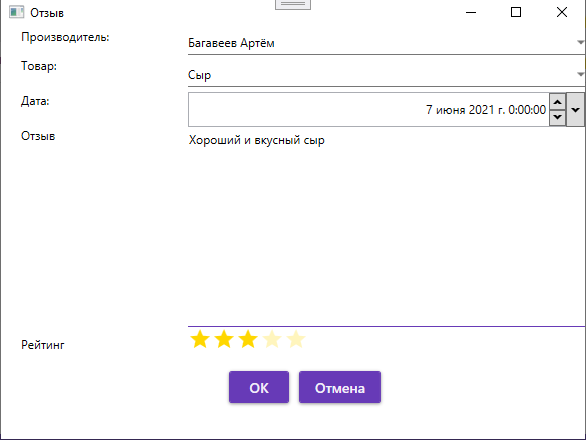 Отзыв
Производитель:
Багавеев Артём
Товар:
Сыр
Дата:
7 июня 2021 г. 0:00:00
Отзыв
Хороший и вкусный сыр
Рейтинг
ОК
Отмена